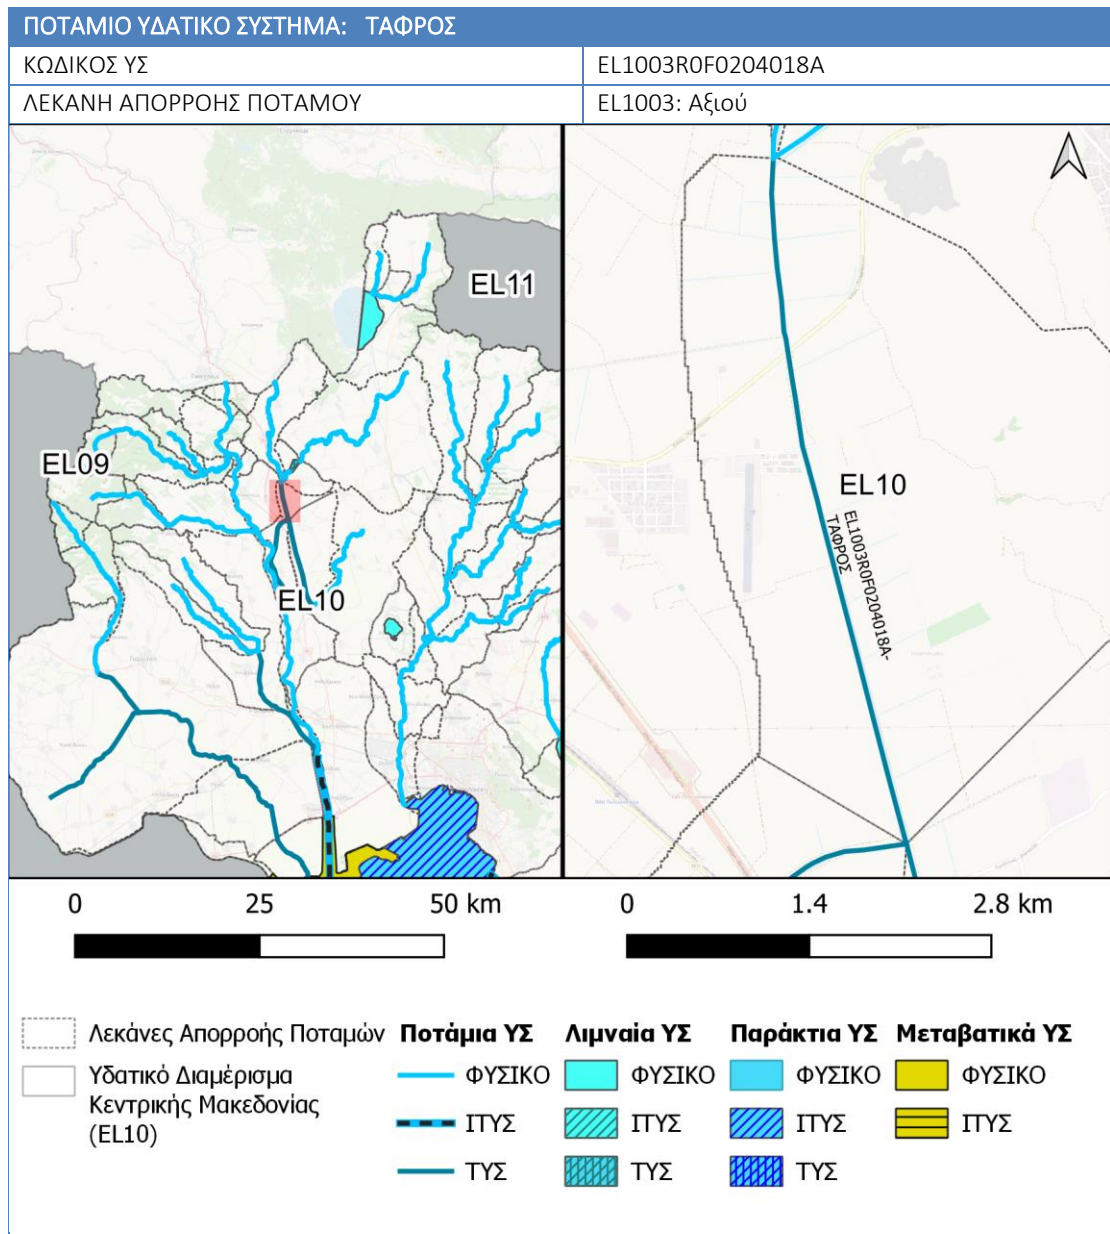 ΠΟΤΑΜΙΟ ΥΔΑΤΙΚΟ ΣΥΣΤΗΜΑ: ΤΑΦΡΟΣ
ΚΩΔΙΚΟΣ ΥΣ EL1003R0F0204018A
ΛΕΚΑΝΗ ΑΠΟΡΡΟΗΣ ΠΟΤΑΜΟΥ EL1003: Αξιού
EL11
EL09
EL10
EL10
EL1003R0F0204018A-
ΤΑΦΡΟΣ
0 25 50 km
0 1.4 2.8 km
Λεκάνες Απορροής Ποταμών
Υδατικό Διαμέρισμα
Κεντρικής Μακεδονίας
(EL10)
Ποτάμια ΥΣ
ΦΥΣΙΚΟ
ΙΤΥΣ
ΤΥΣ
Λιμναία ΥΣ
ΦΥΣΙΚΟ
ΙΤΥΣ
ΤΥΣ
Παράκτια ΥΣ
ΦΥΣΙΚΟ
ΙΤΥΣ
ΤΥΣ
Μεταβατικά ΥΣ
ΦΥΣΙΚΟ
ΙΤΥΣ